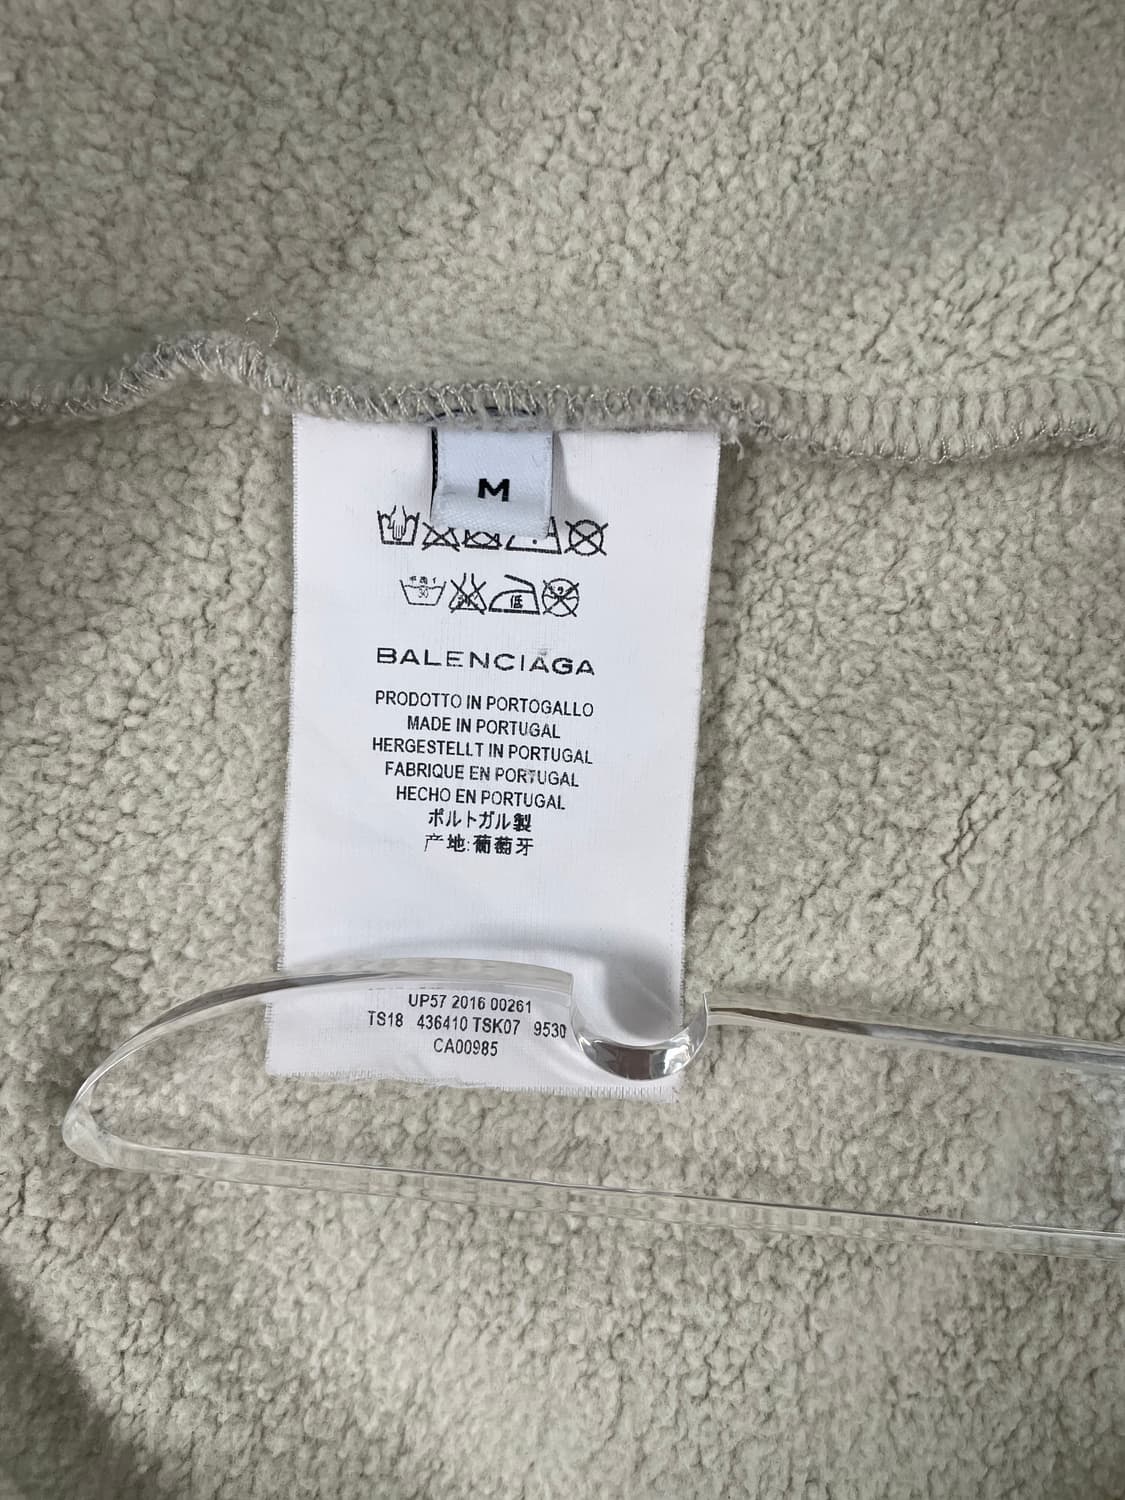 M
BALENCIAGA
PRODOTTO IN PORTOGALLO
MADE IN PORTUGAL
HERGESTELLT IN PORTUGAL
FABRIQUE EN PORTUGAL
HECHO EN PORTUGAL
ポルトガル製
产地:葡萄牙
UP57 2016 00261
TS18 436410 TSK07 9530
CA00985